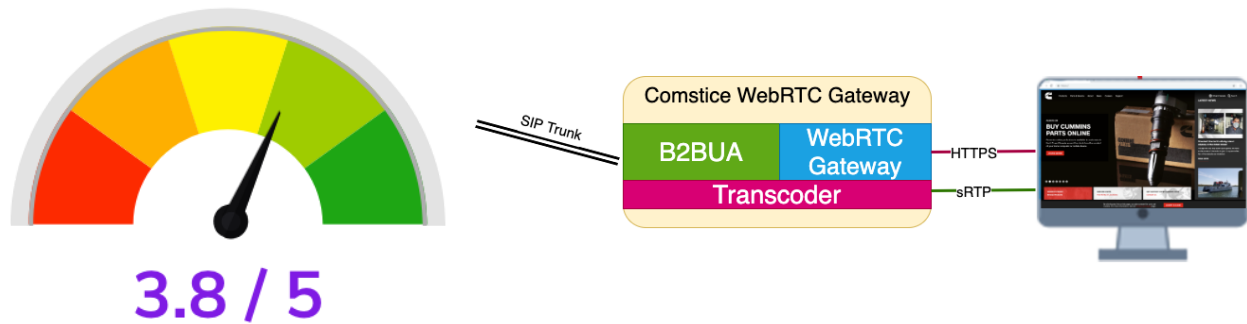 3.8 / 5
SIP Trunk
Comstice WebRTC Gateway
B2BUA
WebRTC
Gateway
Transcoder
HTTPS
sRTP
BUY CUMMINS
PARTS ONLINE